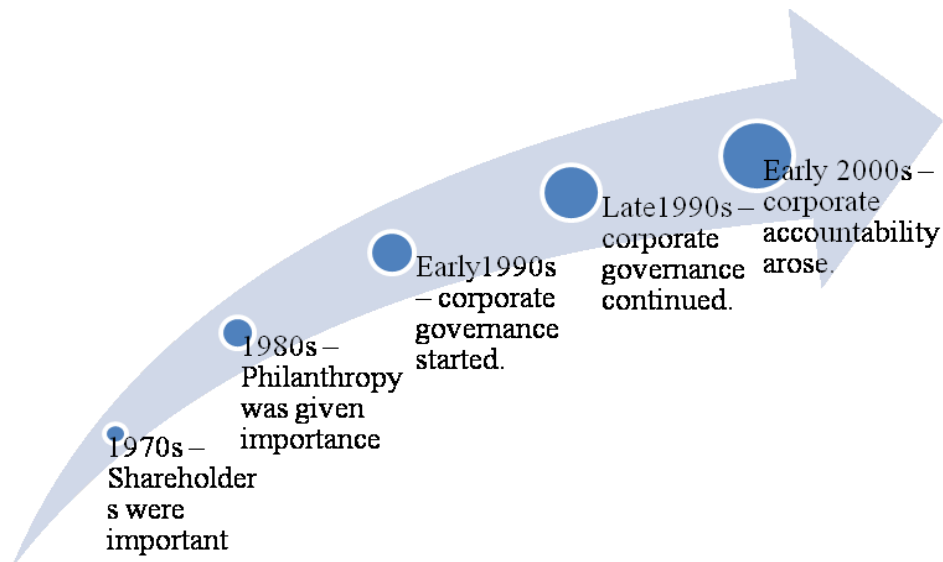 1970s –
Shareholder
s were
important
1980s –
Philanthropy
was given
importance
Early1990s
– corporate
governance
started.
Late1990s –
corporate
governance
continued.
Early 2000s –
corporate
accountability
arose.